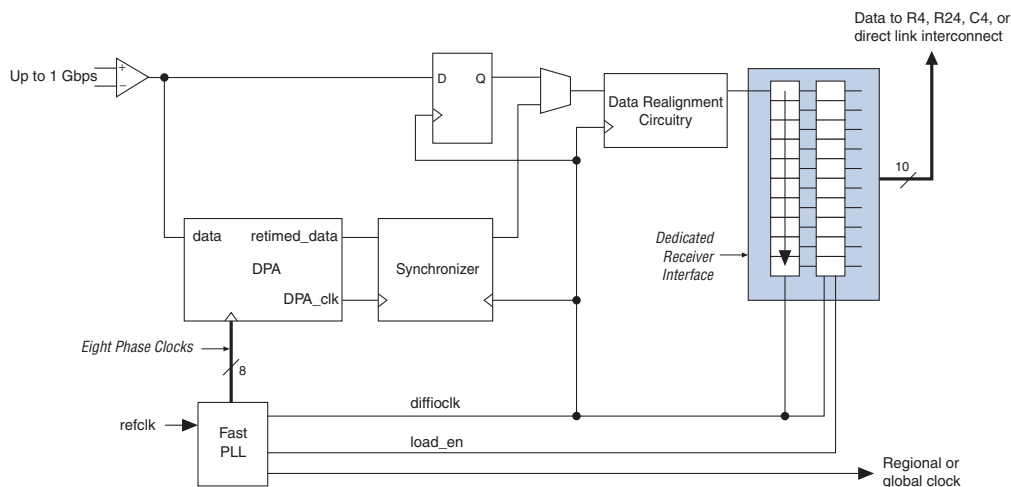 Data to R4, R24, C4, or
direct link interconnect
Up to 1 Gbps
+
–
D
Q
Data Realignment
Circuitry
10
data
retimed_data
DPA
DPA_clk
Synchronizer
Dedicated
Receiver
Interface
Eight Phase Clocks
8
refclk
Fast
PLL
diffioclk
load_en
Regional or
global clock